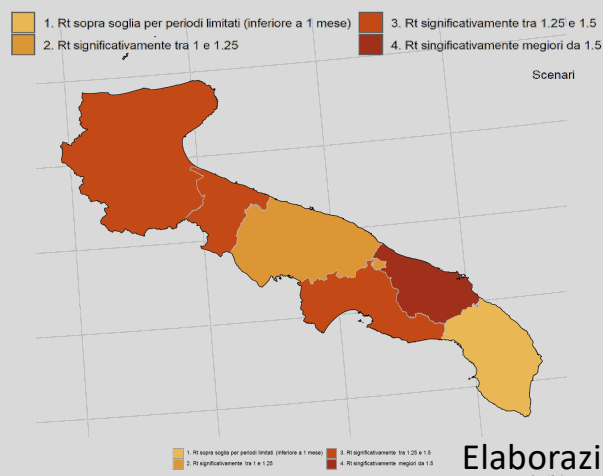 1. Rt sopra soglia per periodi limitati (inferiore a 1 mese)
3. Rt significativamente tra 1.25 e 1.5
2. Rt significativamente tra 1 e 1.25
4. Rt singificativamente megiori da 1.5
Scenari
1. Rt sopra soglia per periodi limitati (inferiore a 1 mese)
3. Rt significativamente tra 1.25 e 1.5
2. Rt significativamente tra 1 e 1.25
4. Rt singificativamente megiori da 1.5
Elaborazi